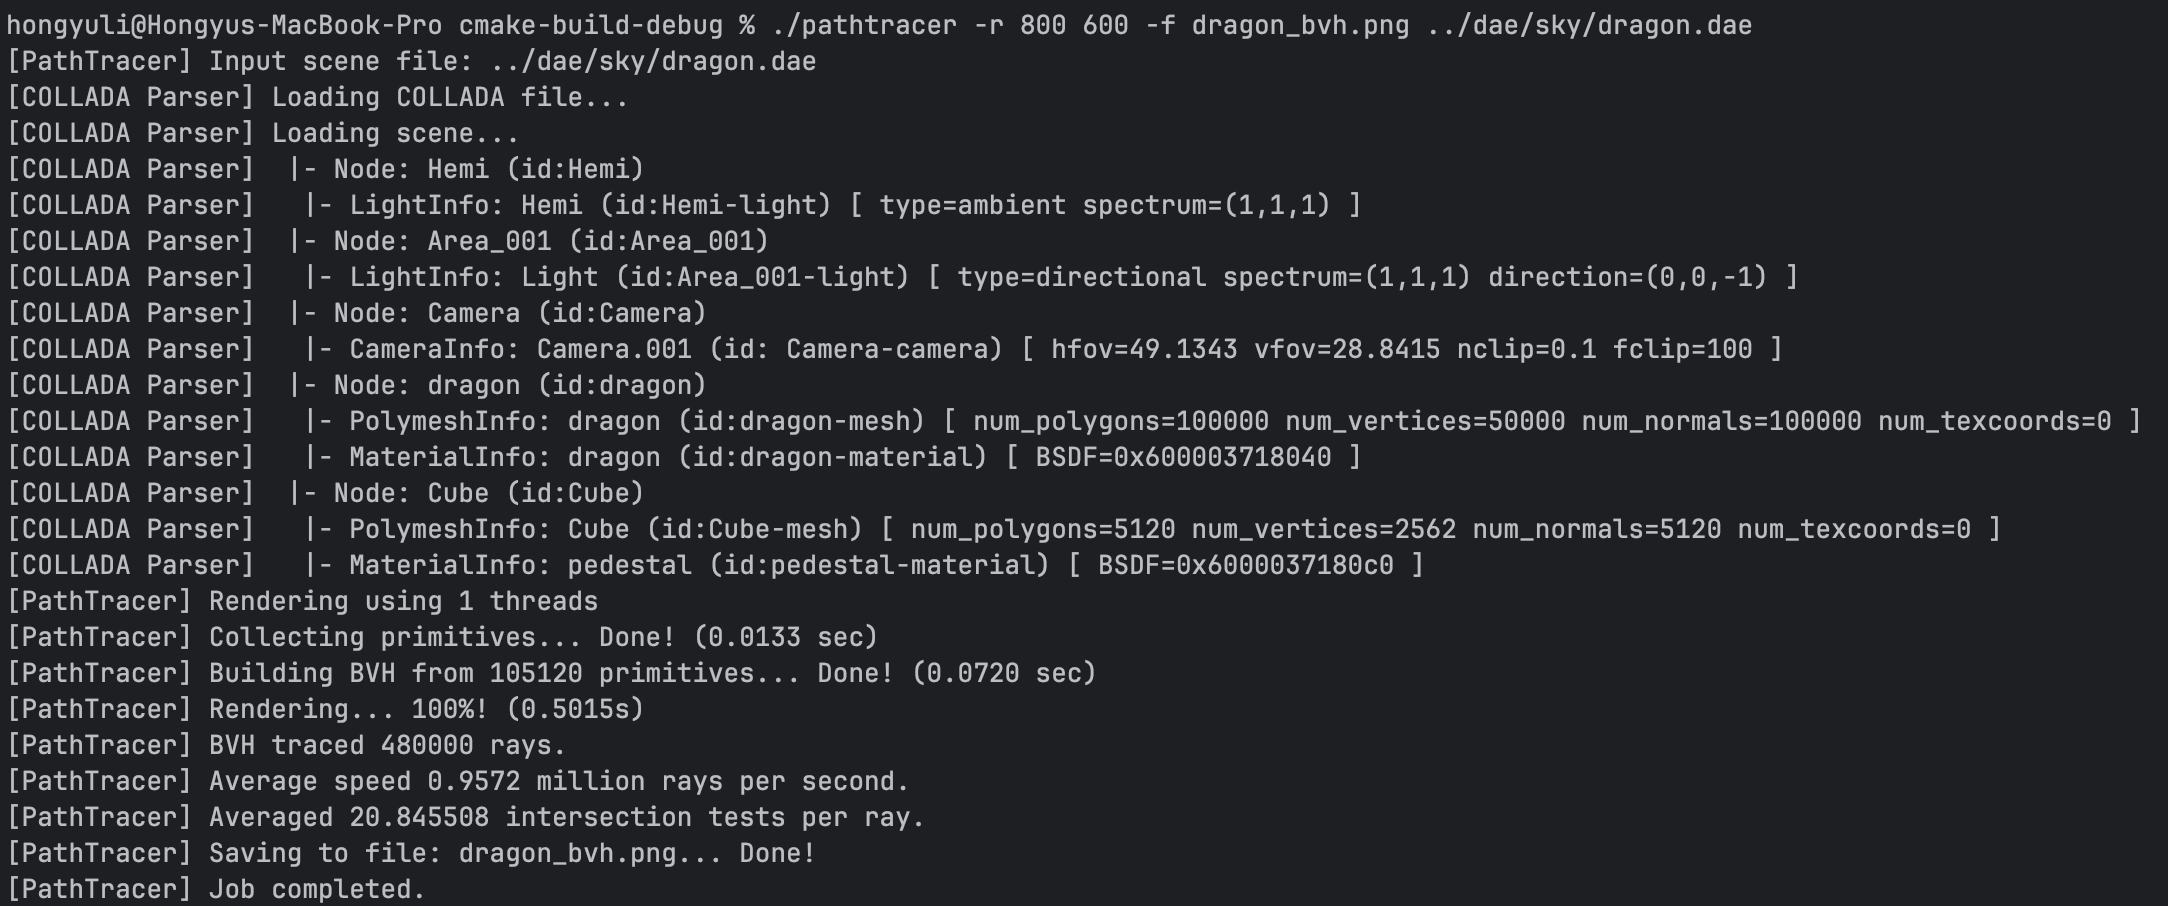 hongyuli@Hongyus-MacBook-Pro cmake-build-debug % ./pathtracer -r 800 600 -f dragon_bvh.png ../dae/sky/dragon.dae
[PathTracer] Input scene file: ../dae/sky/dragon.dae
[COLLADA Parser] Loading COLLADA file...
[COLLADA Parser] Loading scene...
[COLLADA Parser]  |- Node: Hemi (id:Hemi)
[COLLADA Parser]   |- LightInfo: Hemi (id:Hemi-light) [ type=ambient spectrum=(1,1,1) ]
[COLLADA Parser]  |- Node: Area_001 (id:Area_001)
[COLLADA Parser]   |- LightInfo: Light (id:Area_001-light) [ type=directional spectrum=(1,1,1) direction=(0,0,-1) ]
[COLLADA Parser]  |- Node: Camera (id:Camera)
[COLLADA Parser]   |- CameraInfo: Camera.001 (id: Camera-camera) [ hfov=49.1343 vfov=28.8415 nclip=0.1 fclip=100 ]
[COLLADA Parser]  |- Node: dragon (id:dragon)
[COLLADA Parser]   |- PolymeshInfo: dragon (id:dragon-mesh) [ num_polygons=100000 num_vertices=50000 num_normals=100000 num_texcoords=0 ]
[COLLADA Parser]   |- MaterialInfo: dragon (id:dragon-material) [ BSDF=0x600003718040 ]
[COLLADA Parser]  |- Node: Cube (id:Cube)
[COLLADA Parser]   |- PolymeshInfo: Cube (id:Cube-mesh) [ num_polygons=5120 num_vertices=2562 num_normals=5120 num_texcoords=0 ]
[COLLADA Parser]   |- MaterialInfo: pedestal (id:pedestal-material) [ BSDF=0x6000037180c0 ]
[PathTracer] Rendering using 1 threads
[PathTracer] Collecting primitives... Done! (0.0133 sec)
[PathTracer] Building BVH from 105120 primitives... Done! (0.0720 sec)
[PathTracer] Rendering... 100%! (0.5015s)
[PathTracer] BVH traced 480000 rays.
[PathTracer] Average speed 0.9572 million rays per second.
[PathTracer] Averaged 20.845508 intersection tests per ray.
[PathTracer] Saving to file: dragon_bvh.png... Done!
[PathTracer] Job completed.